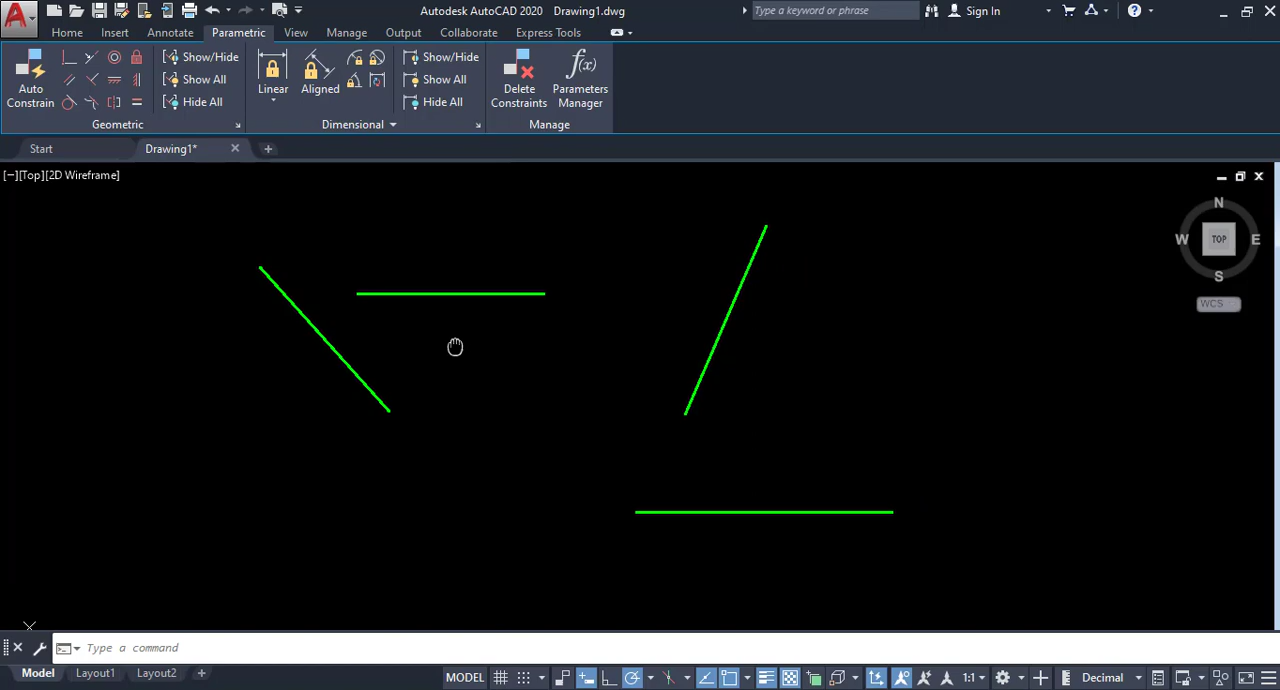 Autodesk AutoCAD 2020 Drawing1.dwg
Type a keyword or phrase
Sign In
Home Insert Annotate Parametric View Manage Output Collaborate Express Tools
Auto
Constrain
Show/Hide
Show All
Hide All
Geometric
Linear
Aligned
Show/Hide
Show All
Hide All
Dimensional
Delete
Constraints
f(x)
Parameters
Manager
Manage
Start
Drawing1*
[−][Top][2D Wireframe]
N
W TOP E
S
WCS
Type a command
Model Layout1 Layout2
MODEL
1:1
Decimal